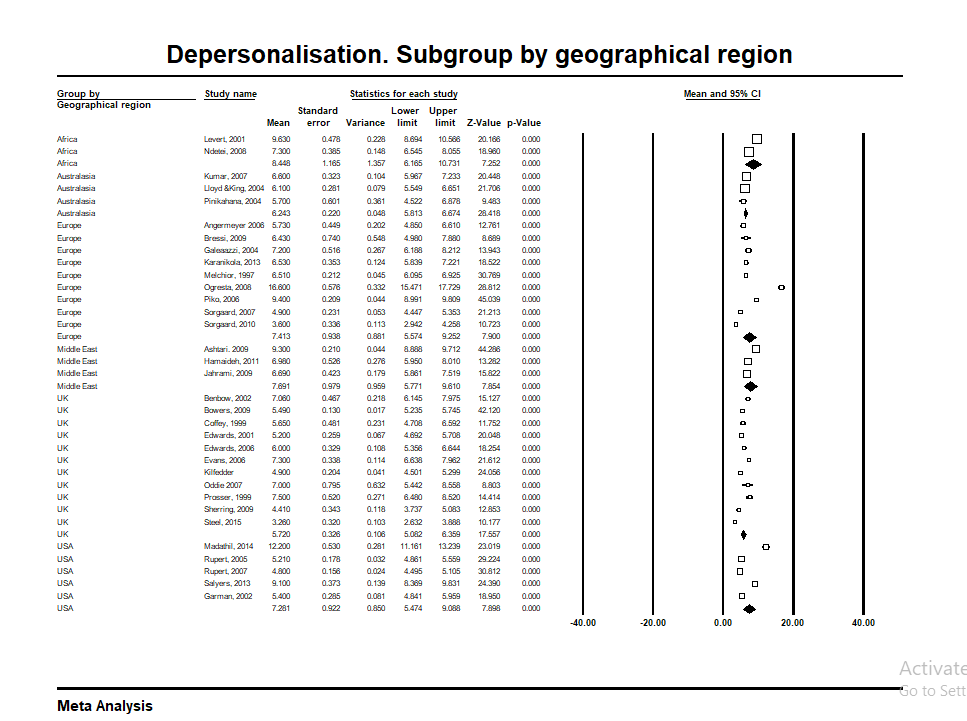 Depersonalisation. Subgroup by geographical region
Group by Study name Statistics for each study Mean and 95% CI
Geographical region
Standard Lower Upper
Mean error Variance limit limit Z-Value p-Value
Africa Levert, 2001 9.630 0.478 0.228 8.694 10.566 20.166 0.000
Africa Ndetei, 2008 7.300 0.385 0.148 6.545 8.055 18.960 0.000
Africa 8.448 1.165 1.357 6.165 10.731 7.252 0.000
Australasia Kumar, 2007 6.600 0.323 0.104 5.967 7.233 20.448 0.000
Australasia Lloyd &King, 2004 6.100 0.281 0.079 5.549 6.651 21.706 0.000
Australasia Pinikahana, 2004 5.700 0.601 0.361 4.522 6.878 9.483 0.000
Australasia 6.243 0.220 0.048 5.813 6.674 28.418 0.000
Europe Angermeyer 2006 5.730 0.449 0.202 4.850 6.610 12.761 0.000
Europe Bressi, 2009 6.430 0.740 0.548 4.980 7.880 8.689 0.000
Europe Galeaazzi, 2004 7.200 0.516 0.267 6.188 8.212 13.943 0.000
Europe Karanikola, 2013 6.530 0.353 0.124 5.839 7.221 18.522 0.000
Europe Melchior, 1997 6.510 0.212 0.045 6.095 6.925 30.769 0.000
Europe Ogresta, 2008 16.600 0.576 0.332 15.471 17.729 28.812 0.000
Europe Piko, 2006 9.400 0.209 0.044 8.991 9.809 45.039 0.000
Europe Sorgaard, 2007 4.900 0.231 0.053 4.447 5.353 21.213 0.000
Europe Sorgaard, 2010 3.600 0.336 0.113 2.942 4.258 10.723 0.000
Europe 7.413 0.938 0.881 5.574 9.252 7.900 0.000
Middle East Ashtari. 2009 9.300 0.210 0.044 8.888 9.712 44.286 0.000
Middle East Hamaideh, 2011 6.980 0.526 0.276 5.950 8.010 13.282 0.000
Middle East Jahrami, 2009 6.690 0.423 0.179 5.861 7.519 15.822 0.000
Middle East 7.691 0.979 0.959 5.771 9.610 7.854 0.000
UK Benbow, 2002 7.060 0.467 0.218 6.145 7.975 15.127 0.000
UK Bowers, 2009 5.490 0.130 0.017 5.235 5.745 42.120 0.000
UK Coffey, 1999 5.650 0.481 0.231 4.708 6.592 11.752 0.000
UK Edwards, 2001 5.200 0.259 0.067 4.692 5.708 20.048 0.000
UK Edwards, 2006 6.000 0.329 0.108 5.356 6.644 18.254 0.000
UK Evans, 2006 7.300 0.338 0.114 6.638 7.962 21.612 0.000
UK Kilfedder 4.900 0.204 0.041 4.501 5.299 24.056 0.000
UK Oddie 2007 7.000 0.795 0.632 5.442 8.558 8.803 0.000
UK Prosser, 1999 7.500 0.520 0.271 6.480 8.520 14.414 0.000
UK Sherring, 2009 4.410 0.343 0.118 3.737 5.083 12.853 0.000
UK Steel, 2015 3.260 0.320 0.103 2.632 3.888 10.177 0.000
UK 5.720 0.326 0.106 5.082 6.359 17.557 0.000
USA Madathil, 2014 12.200 0.530 0.281 11.161 13.239 23.019 0.000
USA Rupert, 2005 5.210 0.178 0.032 4.861 5.559 29.224 0.000
USA Rupert, 2007 4.800 0.156 0.024 4.495 5.105 30.812 0.000
USA Salyers, 2013 9.100 0.373 0.139 8.369 9.831 24.390 0.000
USA Garman, 2002 5.400 0.285 0.081 4.841 5.959 18.950 0.000
USA 7.281 0.922 0.850 5.474 9.088 7.898 0.000
-40.00 -20.00 0.00 20.00 40.00
Activate
Go to Sett
Meta Analysis